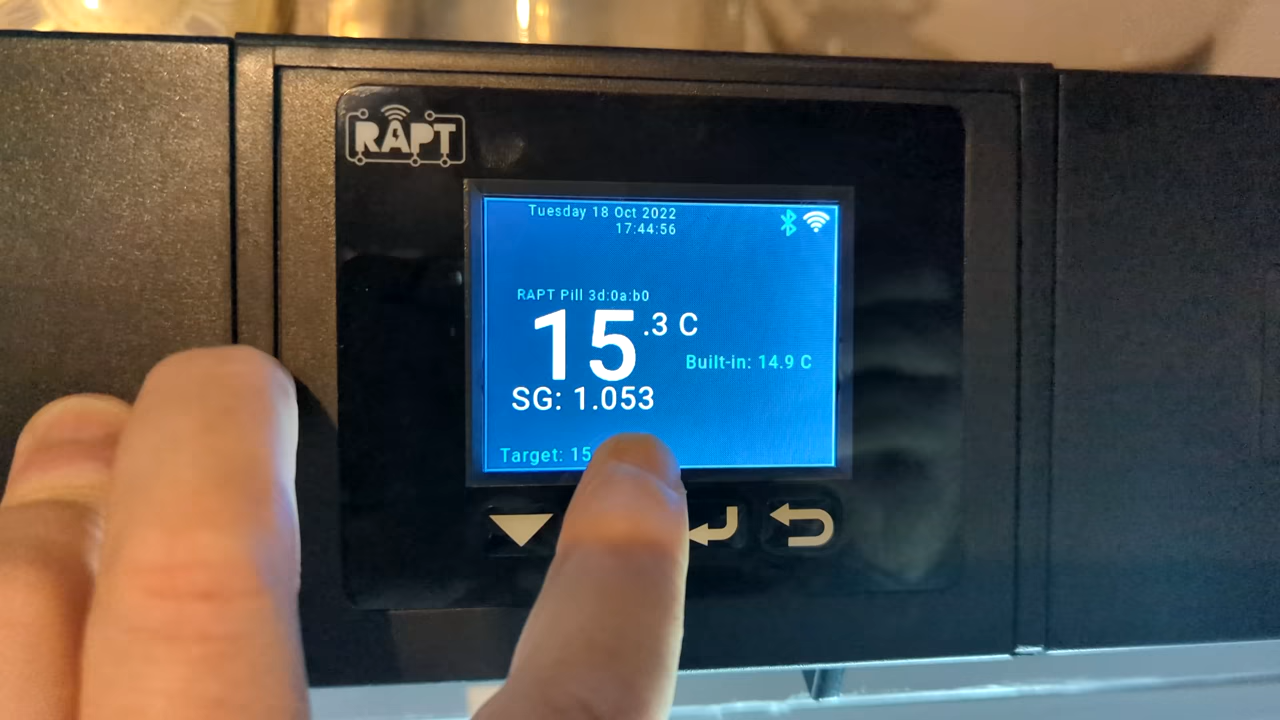 RAPT
Tuesday 18 Oct 2022
17:44:56
RAPT Pill 3d:0a:b0
15.3 C
Built-in: 14.9 C
SG: 1.053
Target: 15